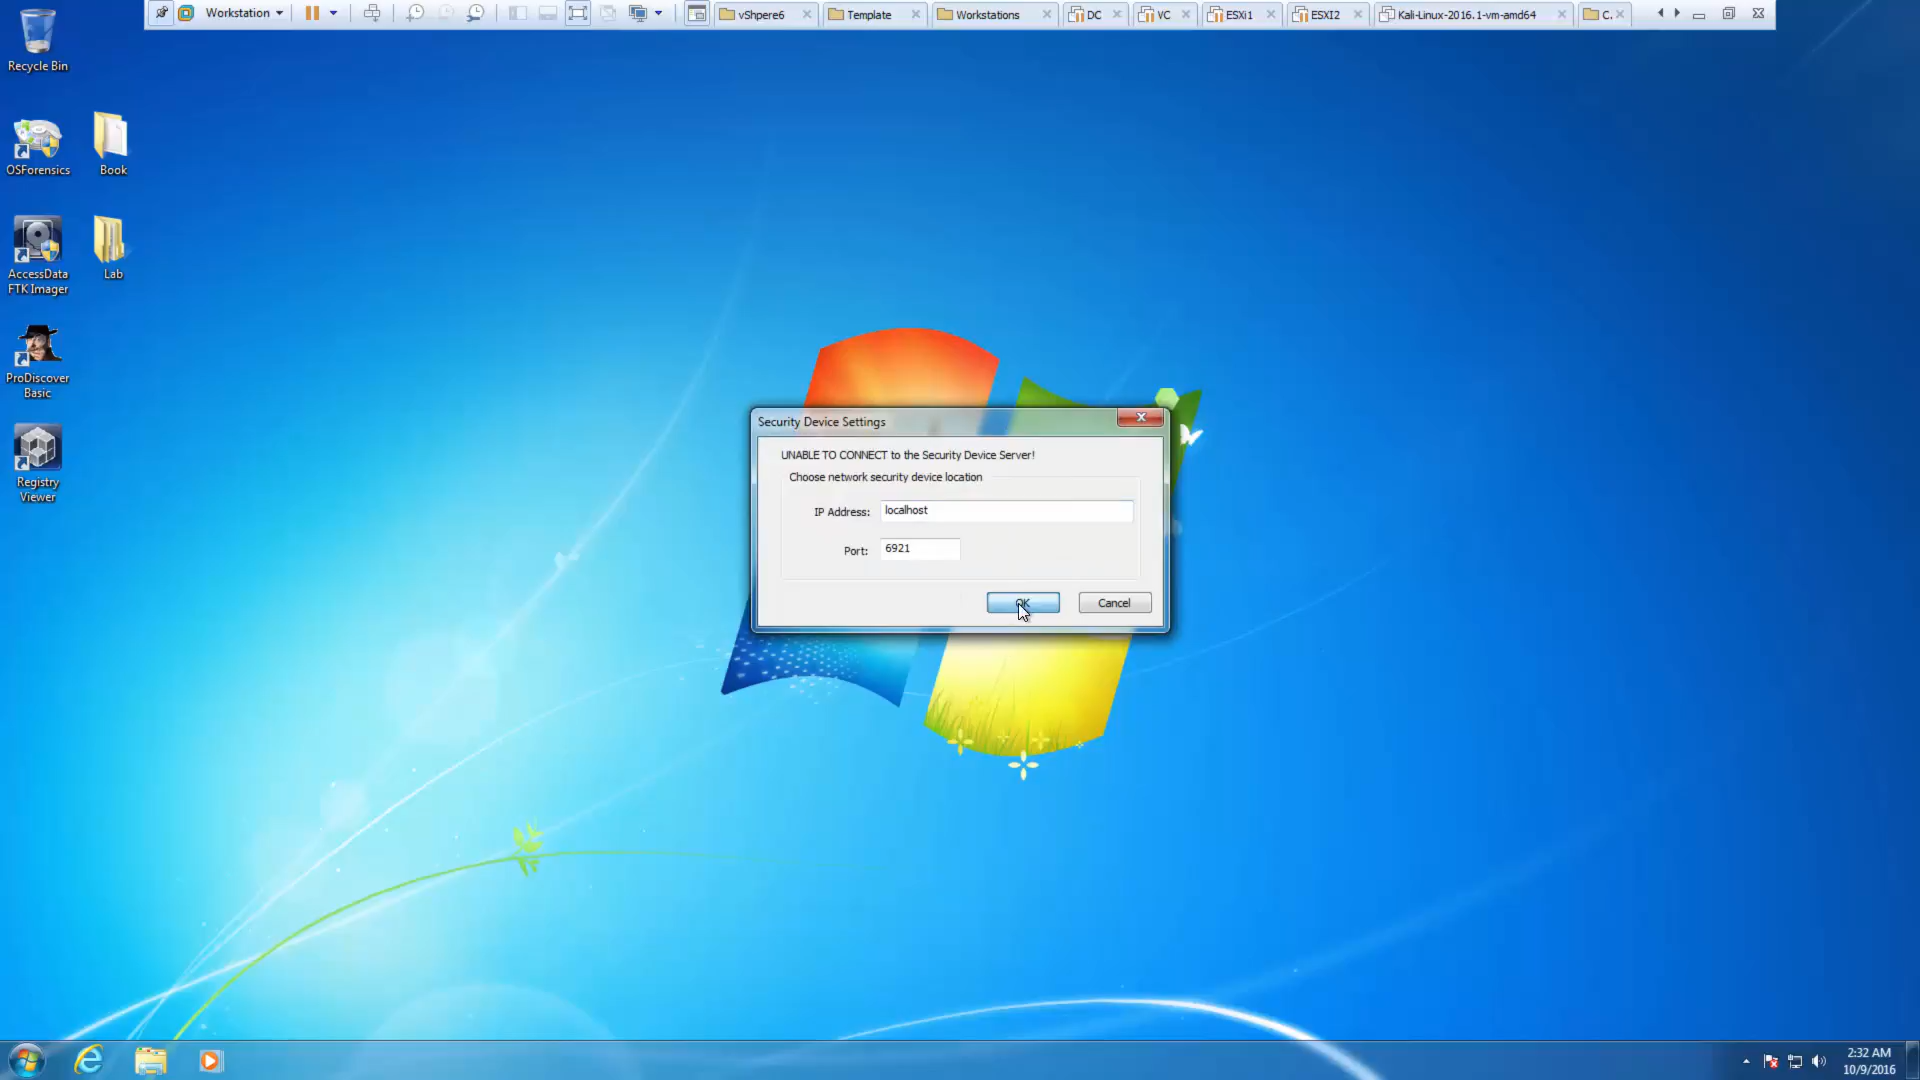 Workstation
vShpere6
Template
Workstations
DC
VC
ESXi1
ESXI2
Kali-Linux-2016.1-vm-amd64
C.
Recycle Bin
OSForensics
Book
AccessData
FTK Imager
Lab
ProDiscover
Basic
Registry
Viewer
Security Device Settings
UNABLE TO CONNECT to the Security Device Server!
Choose network security device location
IP Address: localhost
Port: 6921
OK
Cancel
2:32 AM
10/9/2016